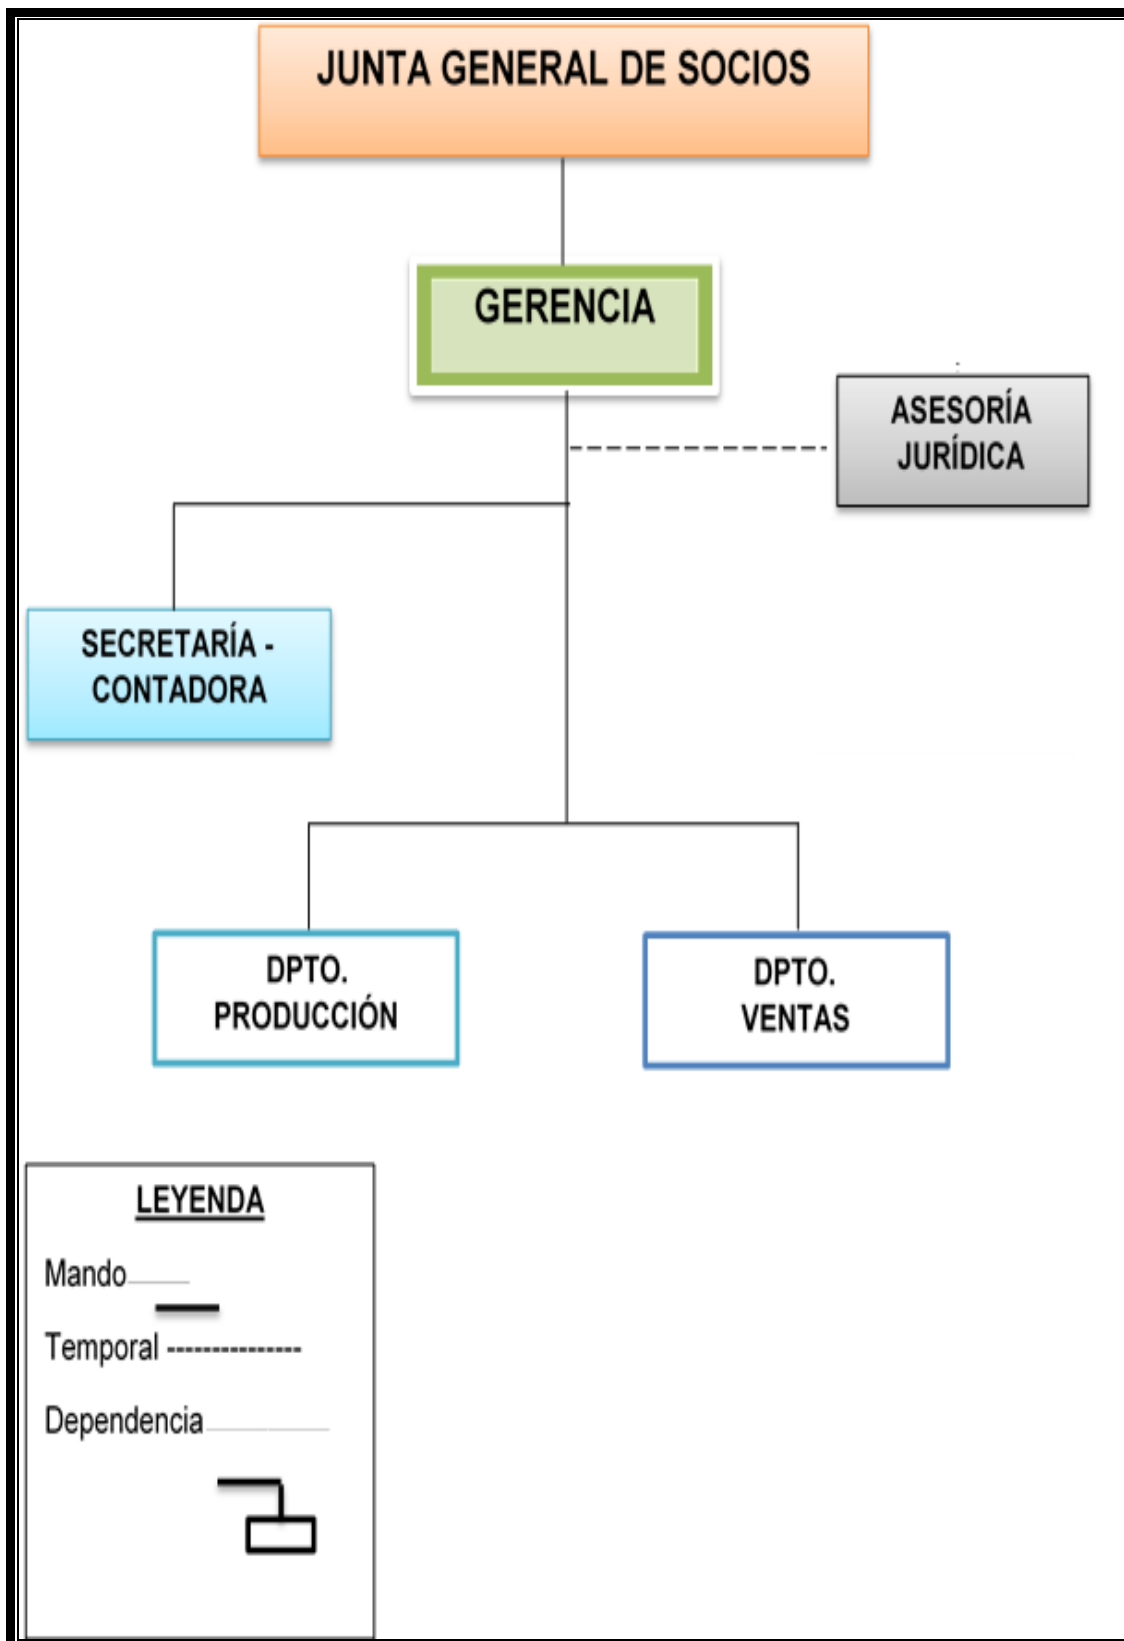 JUNTA GENERAL DE SOCIOS
GERENCIA
ASESORÍA
JURÍDICA
SECRETARÍA -
CONTADORA
DPTO.
PRODUCCIÓN
DPTO.
VENTAS
LEYENDA
Mando
Temporal ---------------
Dependencia